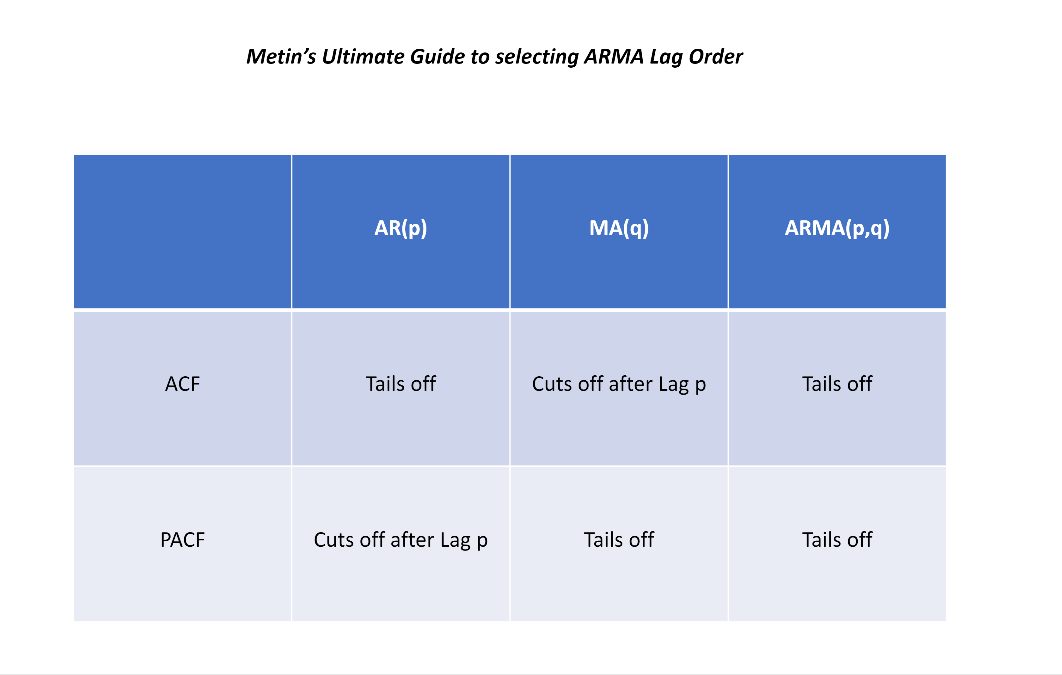 Metin’s Ultimate Guide to selecting ARMA Lag Order
AR(p) MA(q) ARMA(p,q)
ACF Tails off Cuts off after Lag p Tails off
PACF Cuts off after Lag p Tails off Tails off